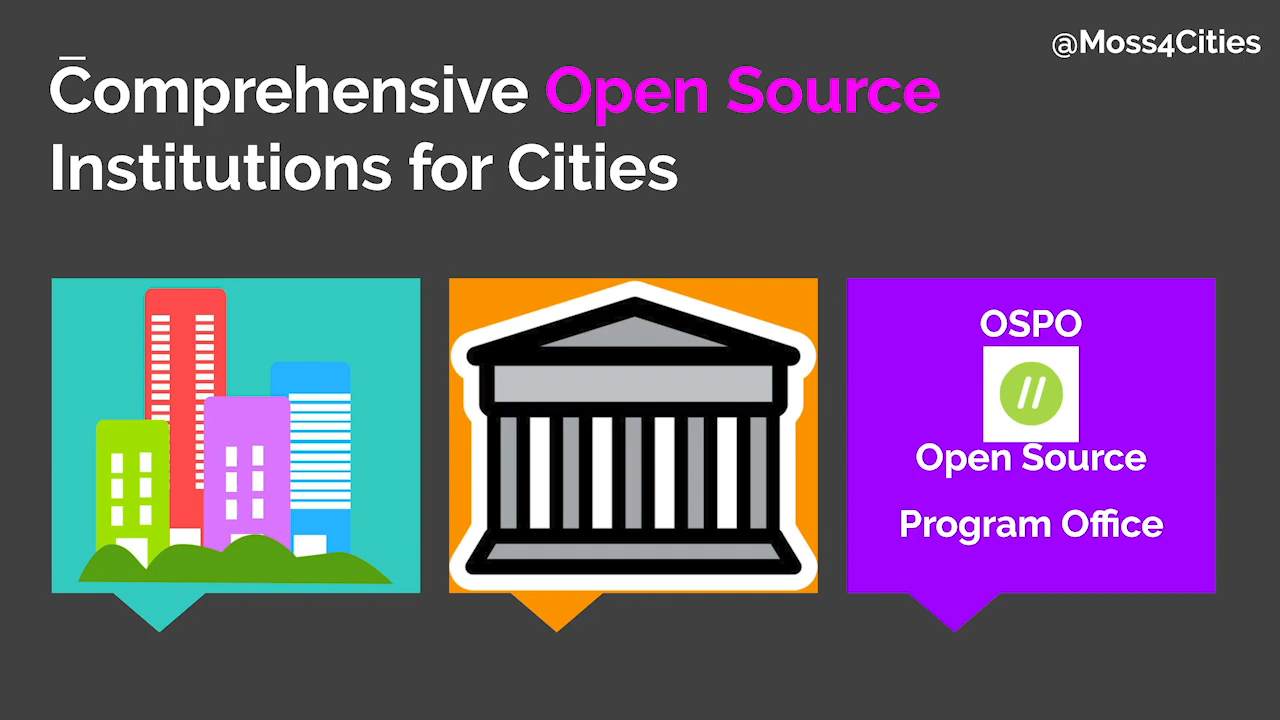 @Moss4Cities
Comprehensive Open Source
Institutions for Cities
OSPO
//
Open Source
Program Office